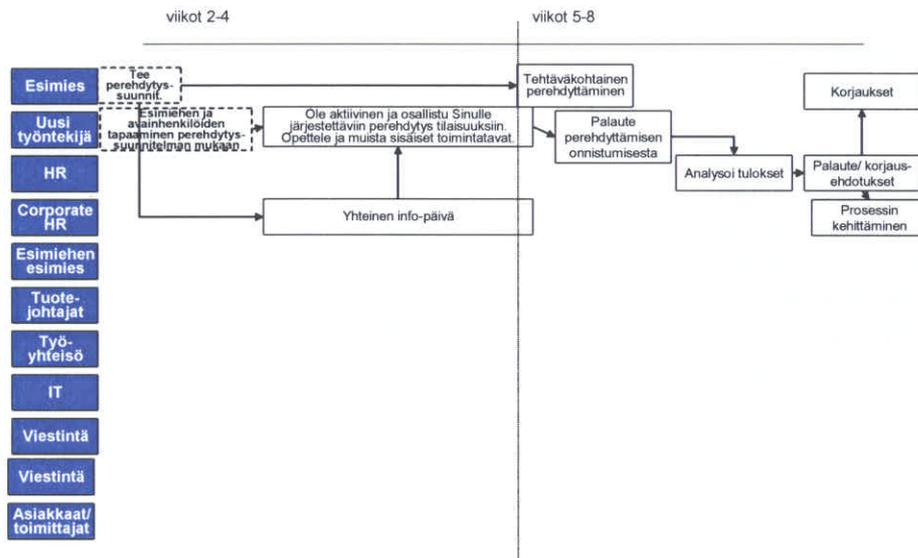 viikot 2-4
viikot 5-8
Esimies
Tee
perehdytys-
suunnit.
Tehtäväkohtainen
perehdyttäminen
Korjaukset
Uusi
työntekijä
Esimiehen ja
avainhenkilöiden
tapaaminen perehdytys-
suunnitelman mukaan
Ole aktiivinen ja osallistu Sinulle
järjestettäviin perehdytys tilaisuuksiin.
Opettele ja muista sisäiset toimintatavat.
Palaute
perehdyttämisen
onnistumisesta
HR
Analysoi tulokset
Palaute/ korjaus-
ehdotukset
Corporate
HR
Yhteinen info-päivä
Prosessin
kehittäminen
Esimiehen
esimies
Tuote-
johtajat
Työ-
yhteisö
IT
Viestintä
Viestintä
Asiakkaat/
toimittajat